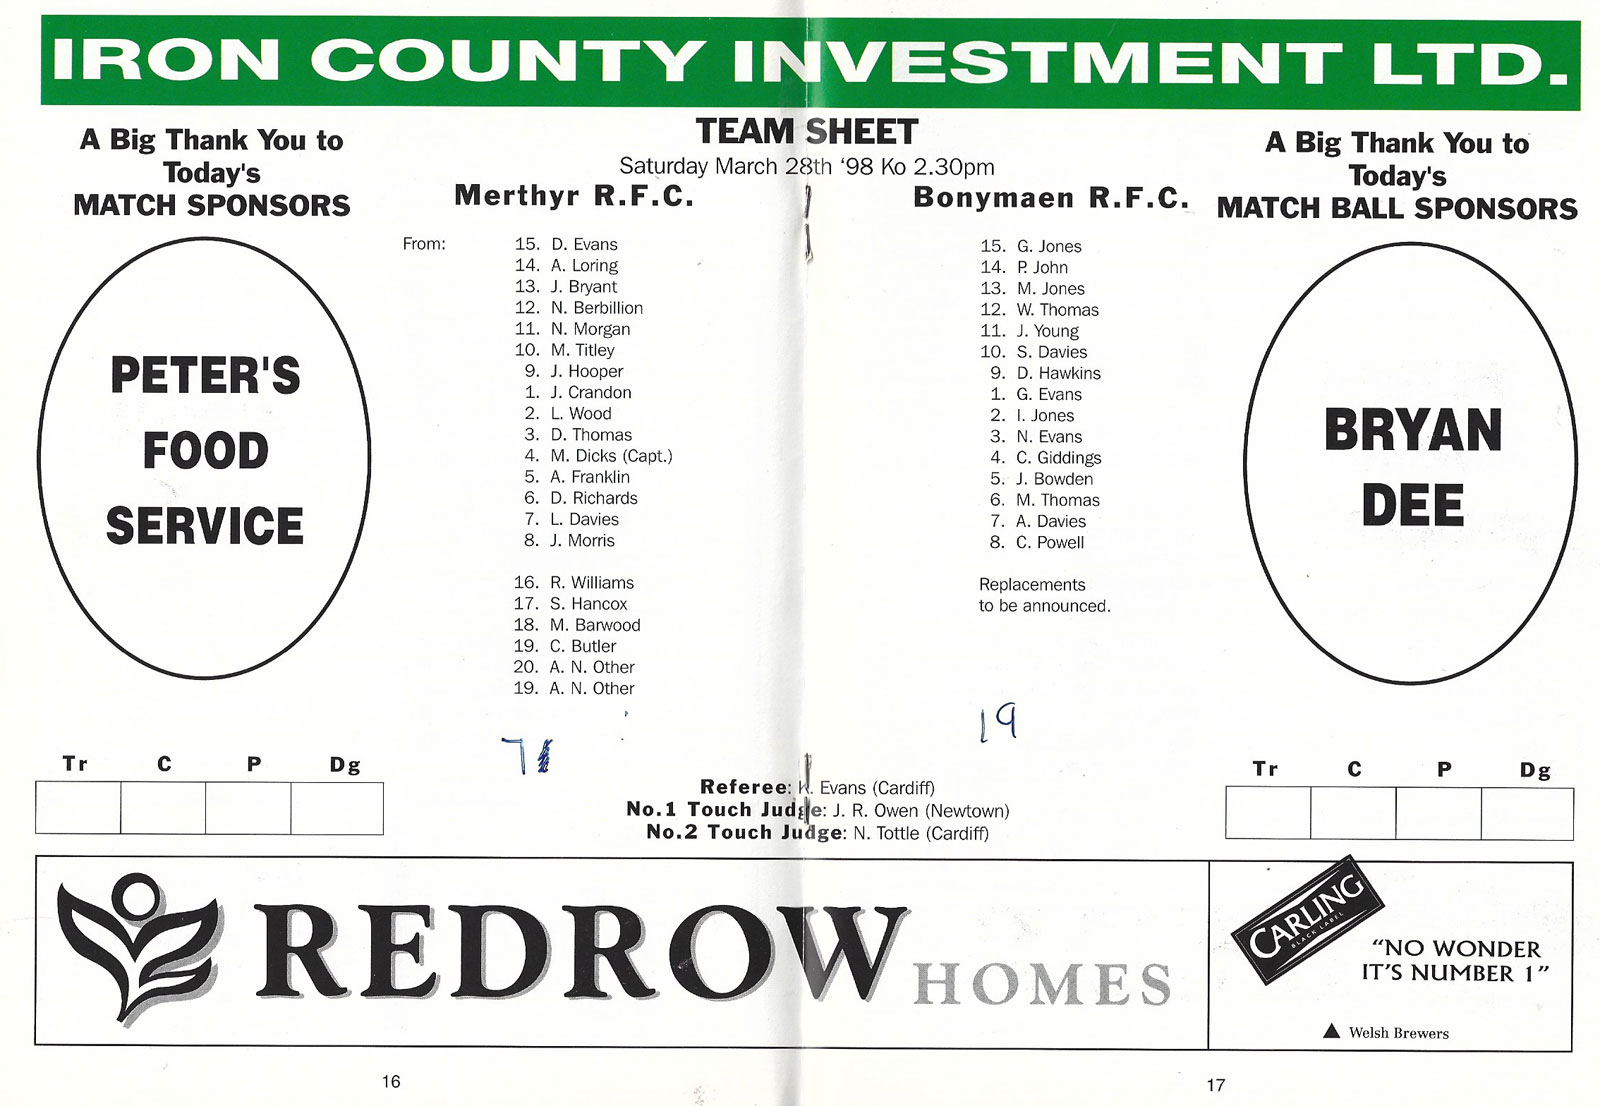 IRON COUNTY INVESTMENT LTD.
A Big Thank You to
Today's
MATCH SPONSORS
PETER'S
FOOD
SERVICE
TEAM SHEET
Saturday March 28th ‘98 Ko 2.30pm
Merthyr R.F.C.
From:
15. D. Evans
14. A. Loring
13. J. Bryant
12. N. Berbillion
11. N. Morgan
10. M. Titley
9. J. Hooper
1. J. Crandon
2. L. Wood
3. D. Thomas
4. M. Dicks (Capt.)
5. A. Franklin
6. D. Richards
7. L. Davies
8. J. Morris
16. R. Williams
17. S. Hancox
18. M. Barwood
19. C. Butler
20. A. N. Other
19. A. N. Other
Bonymaen R.F.C.
15. G. Jones
14. P. John
13. M. Jones
12. W. Thomas
11. J. Young
10. S. Davies
9. D. Hawkins
1. G. Evans
2. I. Jones
3. N. Evans
4. C. Giddings
5. J. Bowden
6. M. Thomas
7. A. Davies
8. C. Powell
Replacements
to be announced.
19
A Big Thank You to
Today's
MATCH BALL SPONSORS
BRYAN
DEE
Tr C P Dg
Referee: K. Evans (Cardiff)
No.1 Touch Judge: J. R. Owen (Newtown)
No.2 Touch Judge: N. Tottle (Cardiff)
Tr C P Dg
REDROW HOMES
CARLING
BLACK LABEL
“NO WONDER
IT’S NUMBER 1”
▲ Welsh Brewers
16
17